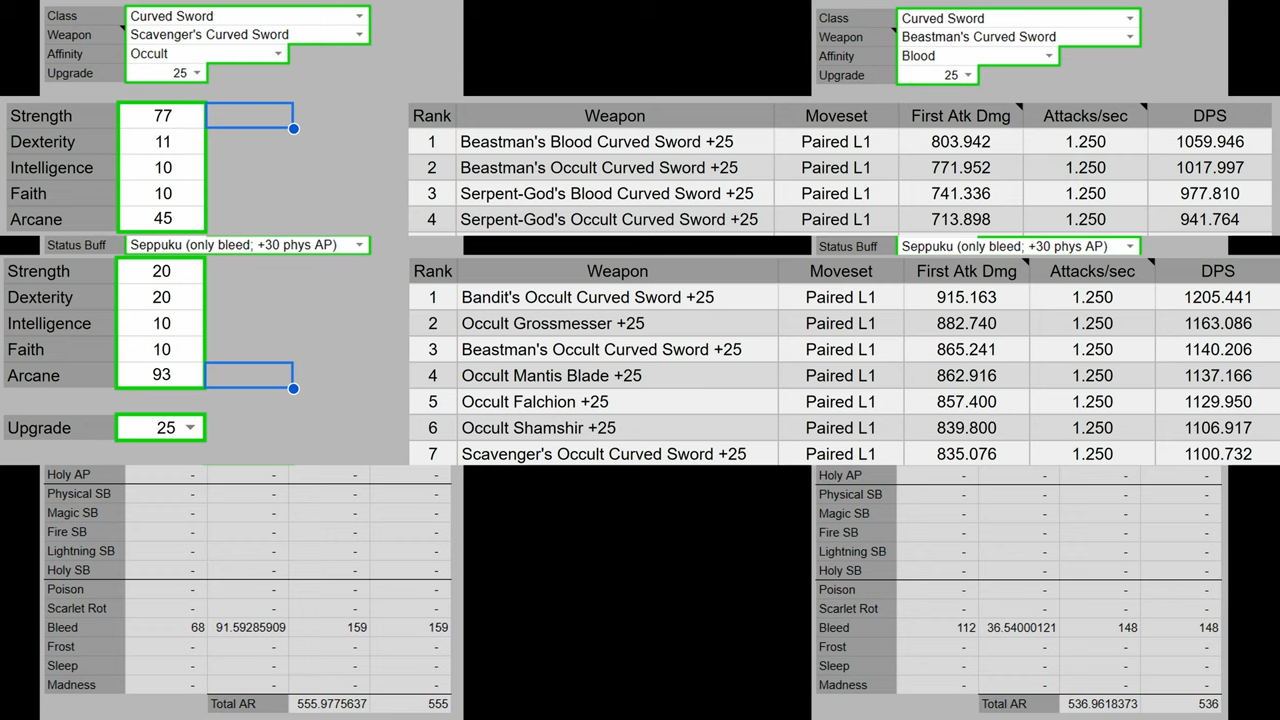 Class Curved Sword
Weapon Scavenger's Curved Sword
Affinity Occult
Upgrade 25
Class Curved Sword
Weapon Beastman's Curved Sword
Affinity Blood
Upgrade 25
Strength 77
Dexterity 11
Intelligence 10
Faith 10
Arcane 45
Rank Weapon Moveset First Atk Dmg Attacks/sec DPS
1 Beastman's Blood Curved Sword +25 Paired L1 803.942 1.250 1059.946
2 Beastman's Occult Curved Sword +25 Paired L1 771.952 1.250 1017.997
3 Serpent-God's Blood Curved Sword +25 Paired L1 741.336 1.250 977.810
4 Serpent-God's Occult Curved Sword +25 Paired L1 713.898 1.250 941.764
Status Buff Seppuku (only bleed; +30 phys AP)
Status Buff Seppuku (only bleed; +30 phys AP)
Strength 20
Dexterity 20
Intelligence 10
Faith 10
Arcane 93
Upgrade 25
Rank Weapon Moveset First Atk Dmg Attacks/sec DPS
1 Bandit's Occult Curved Sword +25 Paired L1 915.163 1.250 1205.441
2 Occult Grossmesser +25 Paired L1 882.740 1.250 1163.086
3 Beastman's Occult Curved Sword +25 Paired L1 865.241 1.250 1140.206
4 Occult Mantis Blade +25 Paired L1 862.916 1.250 1137.166
5 Occult Falchion +25 Paired L1 857.400 1.250 1129.950
6 Occult Shamshir +25 Paired L1 839.800 1.250 1106.917
7 Scavenger's Occult Curved Sword +25 Paired L1 835.076 1.250 1100.732
Holy AP - - - -
Physical SB - - - -
Magic SB - - - -
Fire SB - - - -
Lightning SB - - - -
Holy SB - - - -
Poison - - - -
Scarlet Rot - - - -
Bleed 68 91.59285909 159 159
Frost - - - -
Sleep - - - -
Madness - - - -
Total AR 555.9775637 555
Holy AP - - - -
Physical SB - - - -
Magic SB - - - -
Fire SB - - - -
Lightning SB - - - -
Holy SB - - - -
Poison - - - -
Scarlet Rot - - - -
Bleed 112 36.54000121 148 148
Frost - - - -
Sleep - - - -
Madness - - - -
Total AR 536.9618373 536